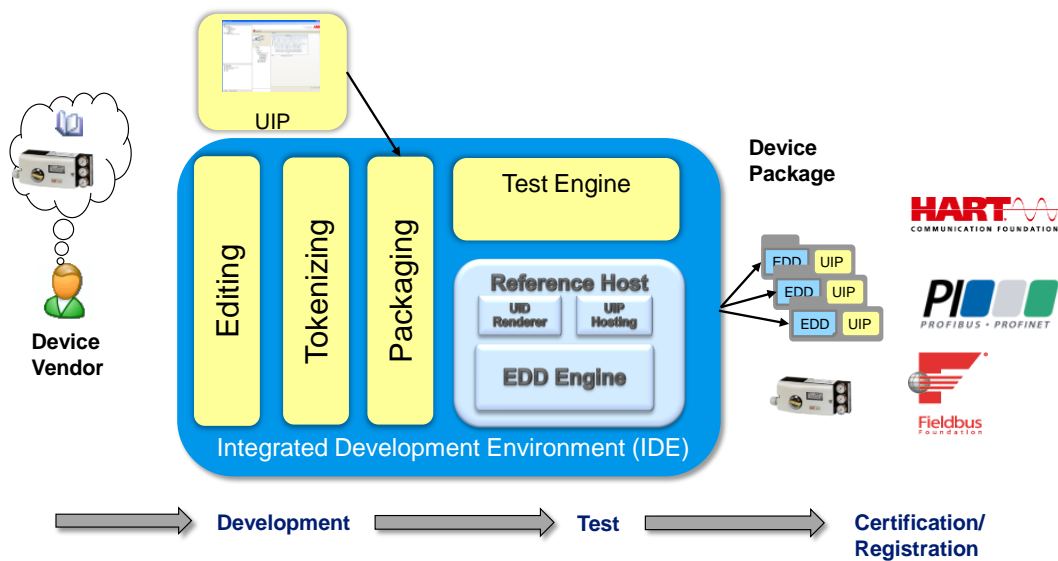 UIP
Device
Vendor
Editing
Tokenizing
Packaging
Test Engine
Reference Host
UID
Renderer
UIP
Hosting
EDD Engine
Integrated Development Environment (IDE)
Device
Package
EDD
UIP
EDD
UIP
EDD
UIP
HART
COMMUNICATION FOUNDATION
PI
PROFIBUS • PROFINET
Fieldbus
Foundation
Development
Test
Certification/
Registration